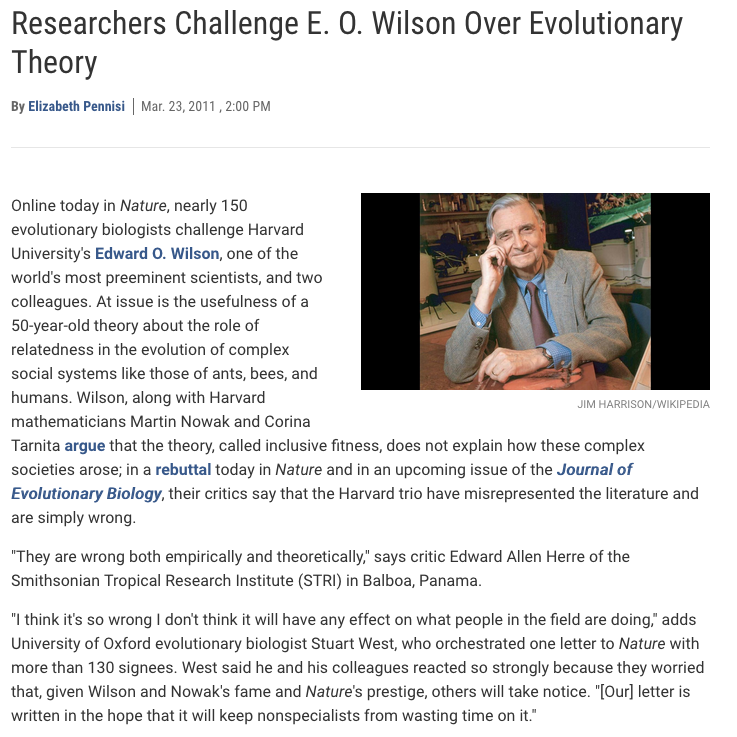 Researchers Challenge E. O. Wilson Over Evolutionary
Theory
By Elizabeth Pennisi | Mar. 23, 2011 , 2:00 PM
Online today in Nature, nearly 150
evolutionary biologists challenge Harvard
University's Edward O. Wilson, one of the
world's most preeminent scientists, and two
colleagues. At issue is the usefulness of a
50-year-old theory about the role of
relatedness in the evolution of complex
social systems like those of ants, bees, and
humans. Wilson, along with Harvard
mathematicians Martin Nowak and Corina
JIM HARRISON/WIKIPEDIA
Tarnita argue that the theory, called inclusive fitness, does not explain how these complex
societies arose; in a rebuttal today in Nature and in an upcoming issue of the Journal of
Evolutionary Biology, their critics say that the Harvard trio have misrepresented the literature and
are simply wrong.
"They are wrong both empirically and theoretically," says critic Edward Allen Herre of the
Smithsonian Tropical Research Institute (STRI) in Balboa, Panama.
"I think it's so wrong I don't think it will have any effect on what people in the field are doing," adds
University of Oxford evolutionary biologist Stuart West, who orchestrated one letter to Nature with
more than 130 signees. West said he and his colleagues reacted so strongly because they worried
that, given Wilson and Nowak's fame and Nature's prestige, others will take notice. "[Our] letter is
written in the hope that it will keep nonspecialists from wasting time on it."